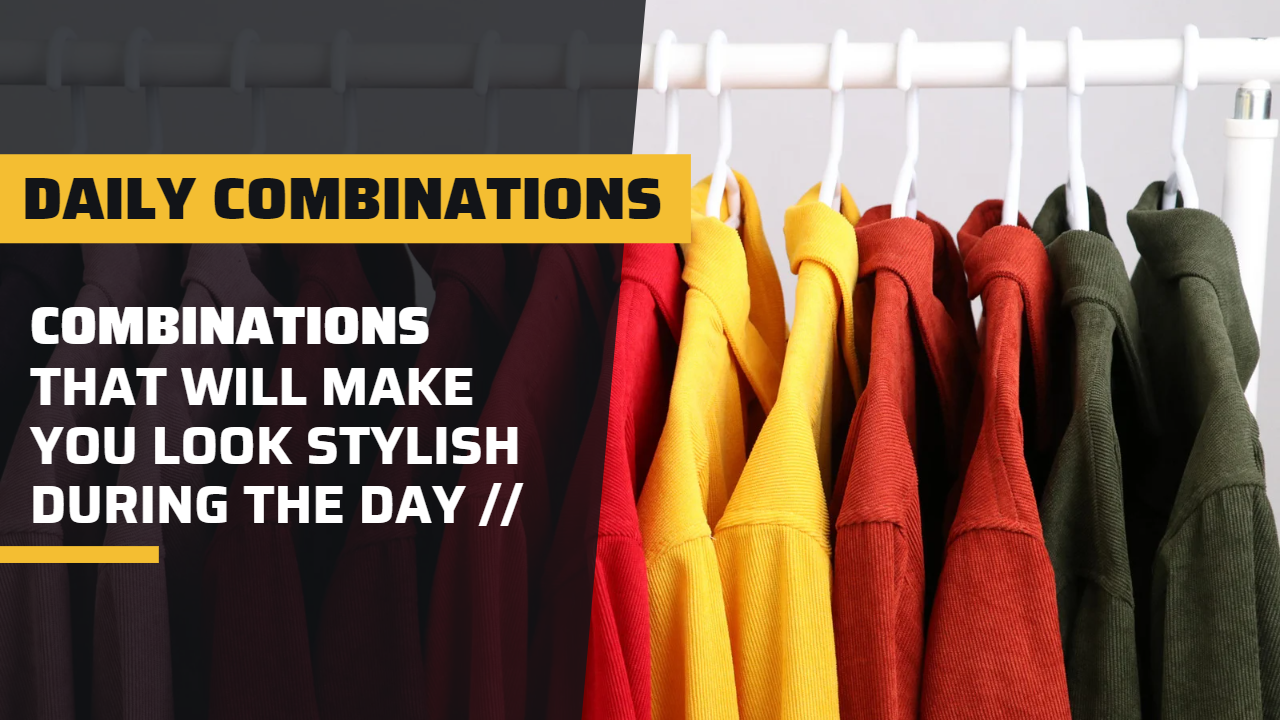 DAILY COMBINATIONS
COMBINATIONS
THAT WILL MAKE
YOU LOOK STYLISH
DURING THE DAY //